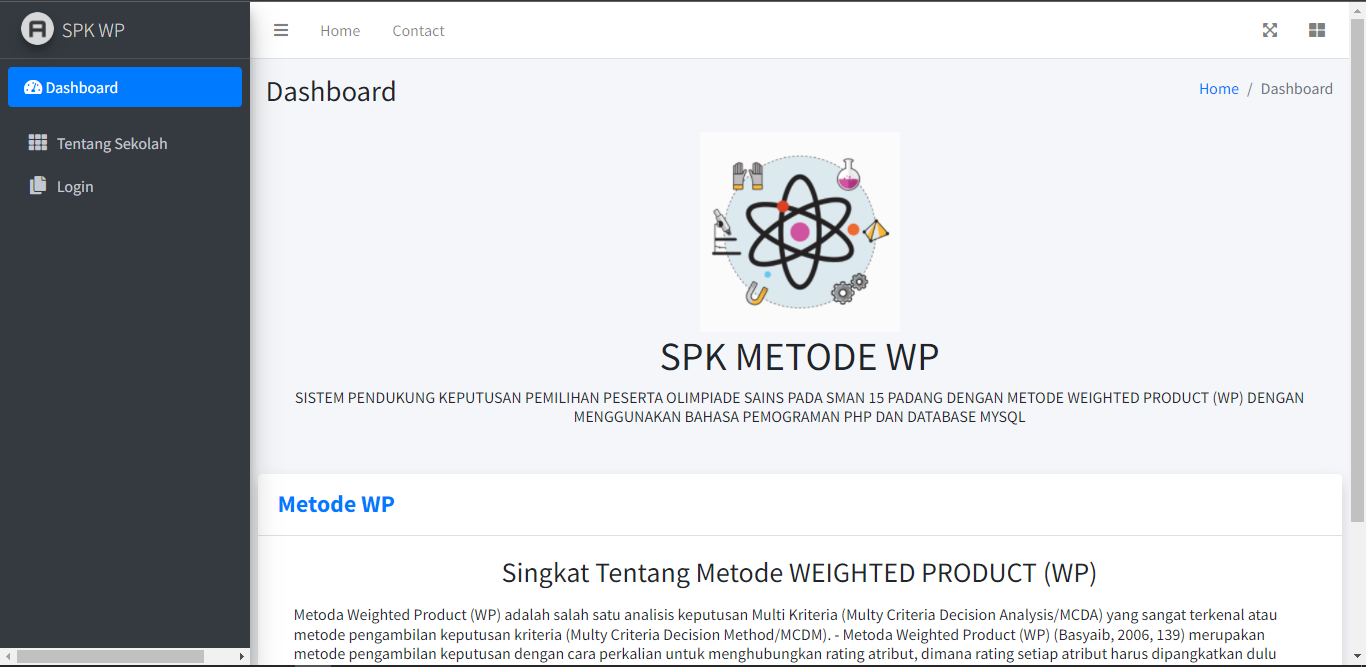 SPK WP
Home
Contact
Dashboard
Tentang Sekolah
Login
Dashboard
Home / Dashboard
SPK METODE WP
SISTEM PENDUKUNG KEPUTUSAN PEMILIHAN PESERTA OLIMPIADE SAINS PADA SMAN 15 PADANG DENGAN METODE WEIGHTED PRODUCT (WP) DENGAN
MENGGUNAKAN BAHASA PEMOGRAMAN PHP DAN DATABASE MYSQL
Metode WP
Singkat Tentang Metode WEIGHTED PRODUCT (WP)
Metoda Weighted Product (WP) adalah salah satu analisis keputusan Multi Kriteria (Multy Criteria Decision Analysis/MCDA) yang sangat terkenal atau
metode pengambilan keputusan kriteria (Multy Criteria Decision Method/MCDM). - Metoda Weighted Product (WP) (Basyaib, 2006, 139) merupakan
metode pengambilan keputusan dengan cara perkalian untuk menghubungkan rating atribut, dimana rating setiap atribut harus dipangkatkan dulu